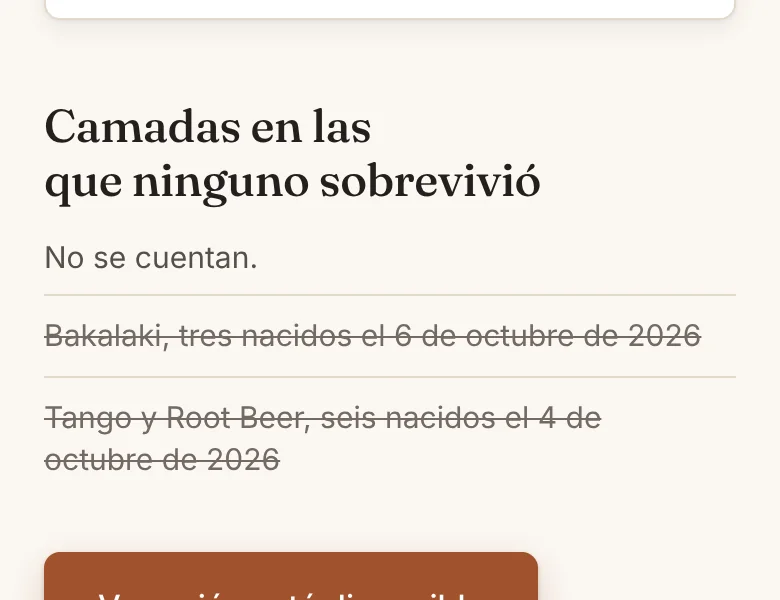 Camadas en las
que ninguno sobrevivió
No se cuentan.
Bakalaki, tres nacidos el 6 de octubre de 2026
Tango y Root Beer, seis nacidos el 4 de
octubre de 2026